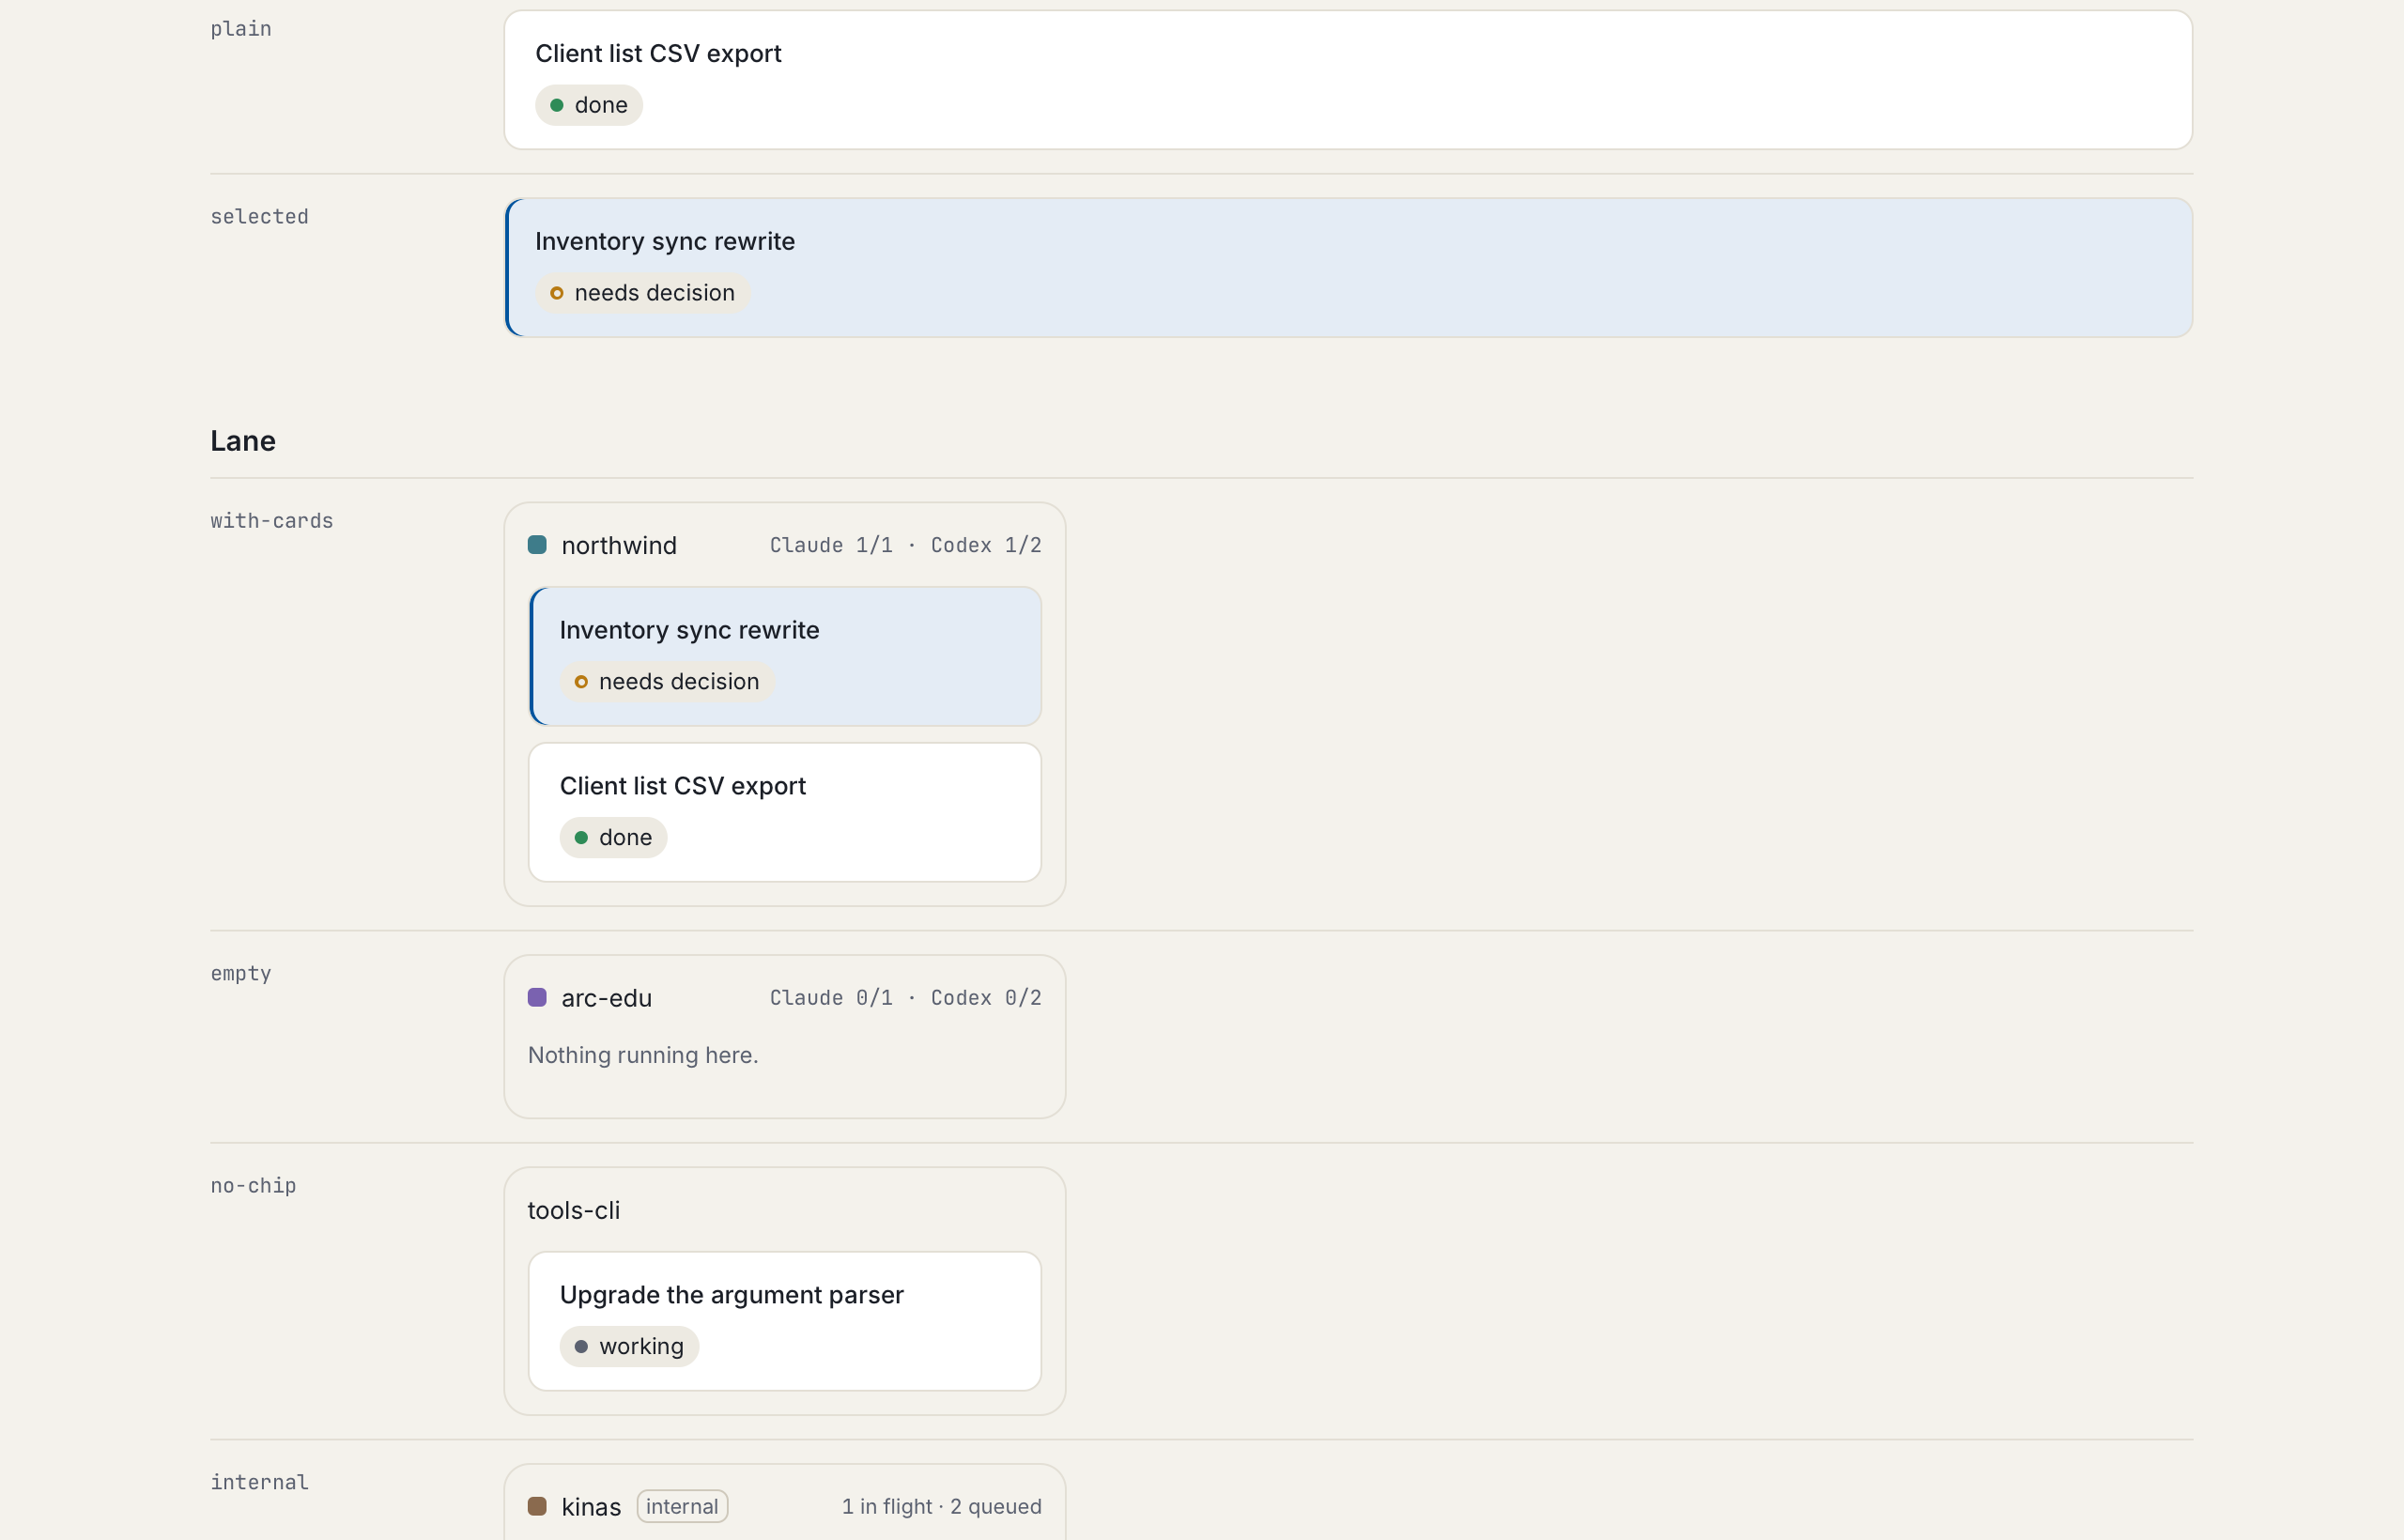 plain
Client list CSV export
done
selected
Inventory sync rewrite
needs decision
Lane
with-cards
northwind Claude 1/1 · Codex 1/2
Inventory sync rewrite
needs decision
Client list CSV export
done
empty
arc-edu Claude 0/1 · Codex 0/2
Nothing running here.
no-chip
tools-cli
Upgrade the argument parser
working
internal
kinas internal 1 in flight · 2 queued